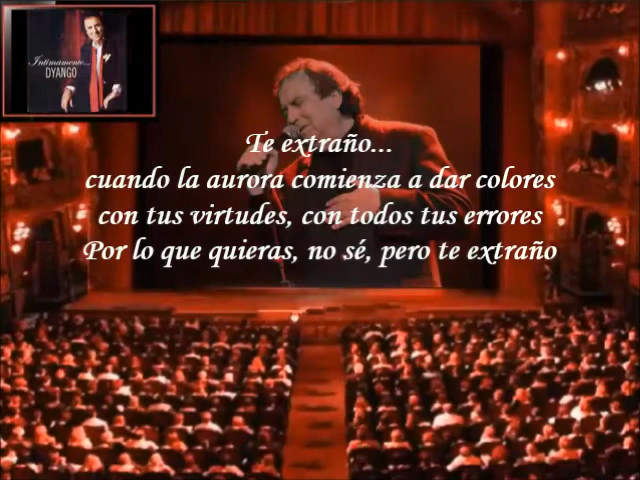 Intimamente...
DYANGO
Te extraño...
cuando la aurora comienza a dar colores
con tus virtudes, con todos tus errores
Por lo que quieras, no sé, pero te extraño